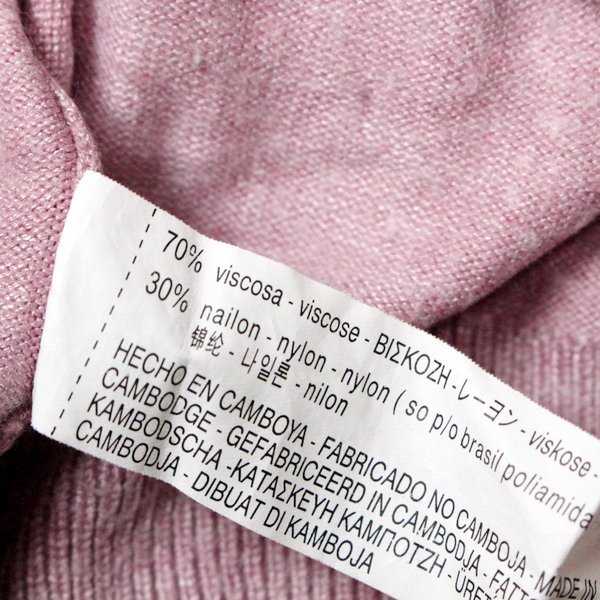 70% viscosa - viscose - ΒΙΣΚΟΖΗ - レーヨン - viskose -
30% nailon - nylon - nylon ( so p/o brasil poliamida
锦纶 - 나일론 - nilon
HECHO EN CAMBOYA - FABRICADO NO CAMBOJA - MADE IN
CAMBODGE - GEFABRICEERD IN CAMBODJA - FATTO
KAMBODSCHA - ΚΑΤΑΣΚΕΥΗ ΚΑΜΠΟΤΖΗ - ÜRET
CAMBODJA - DIBUAT DI KAMBOJA